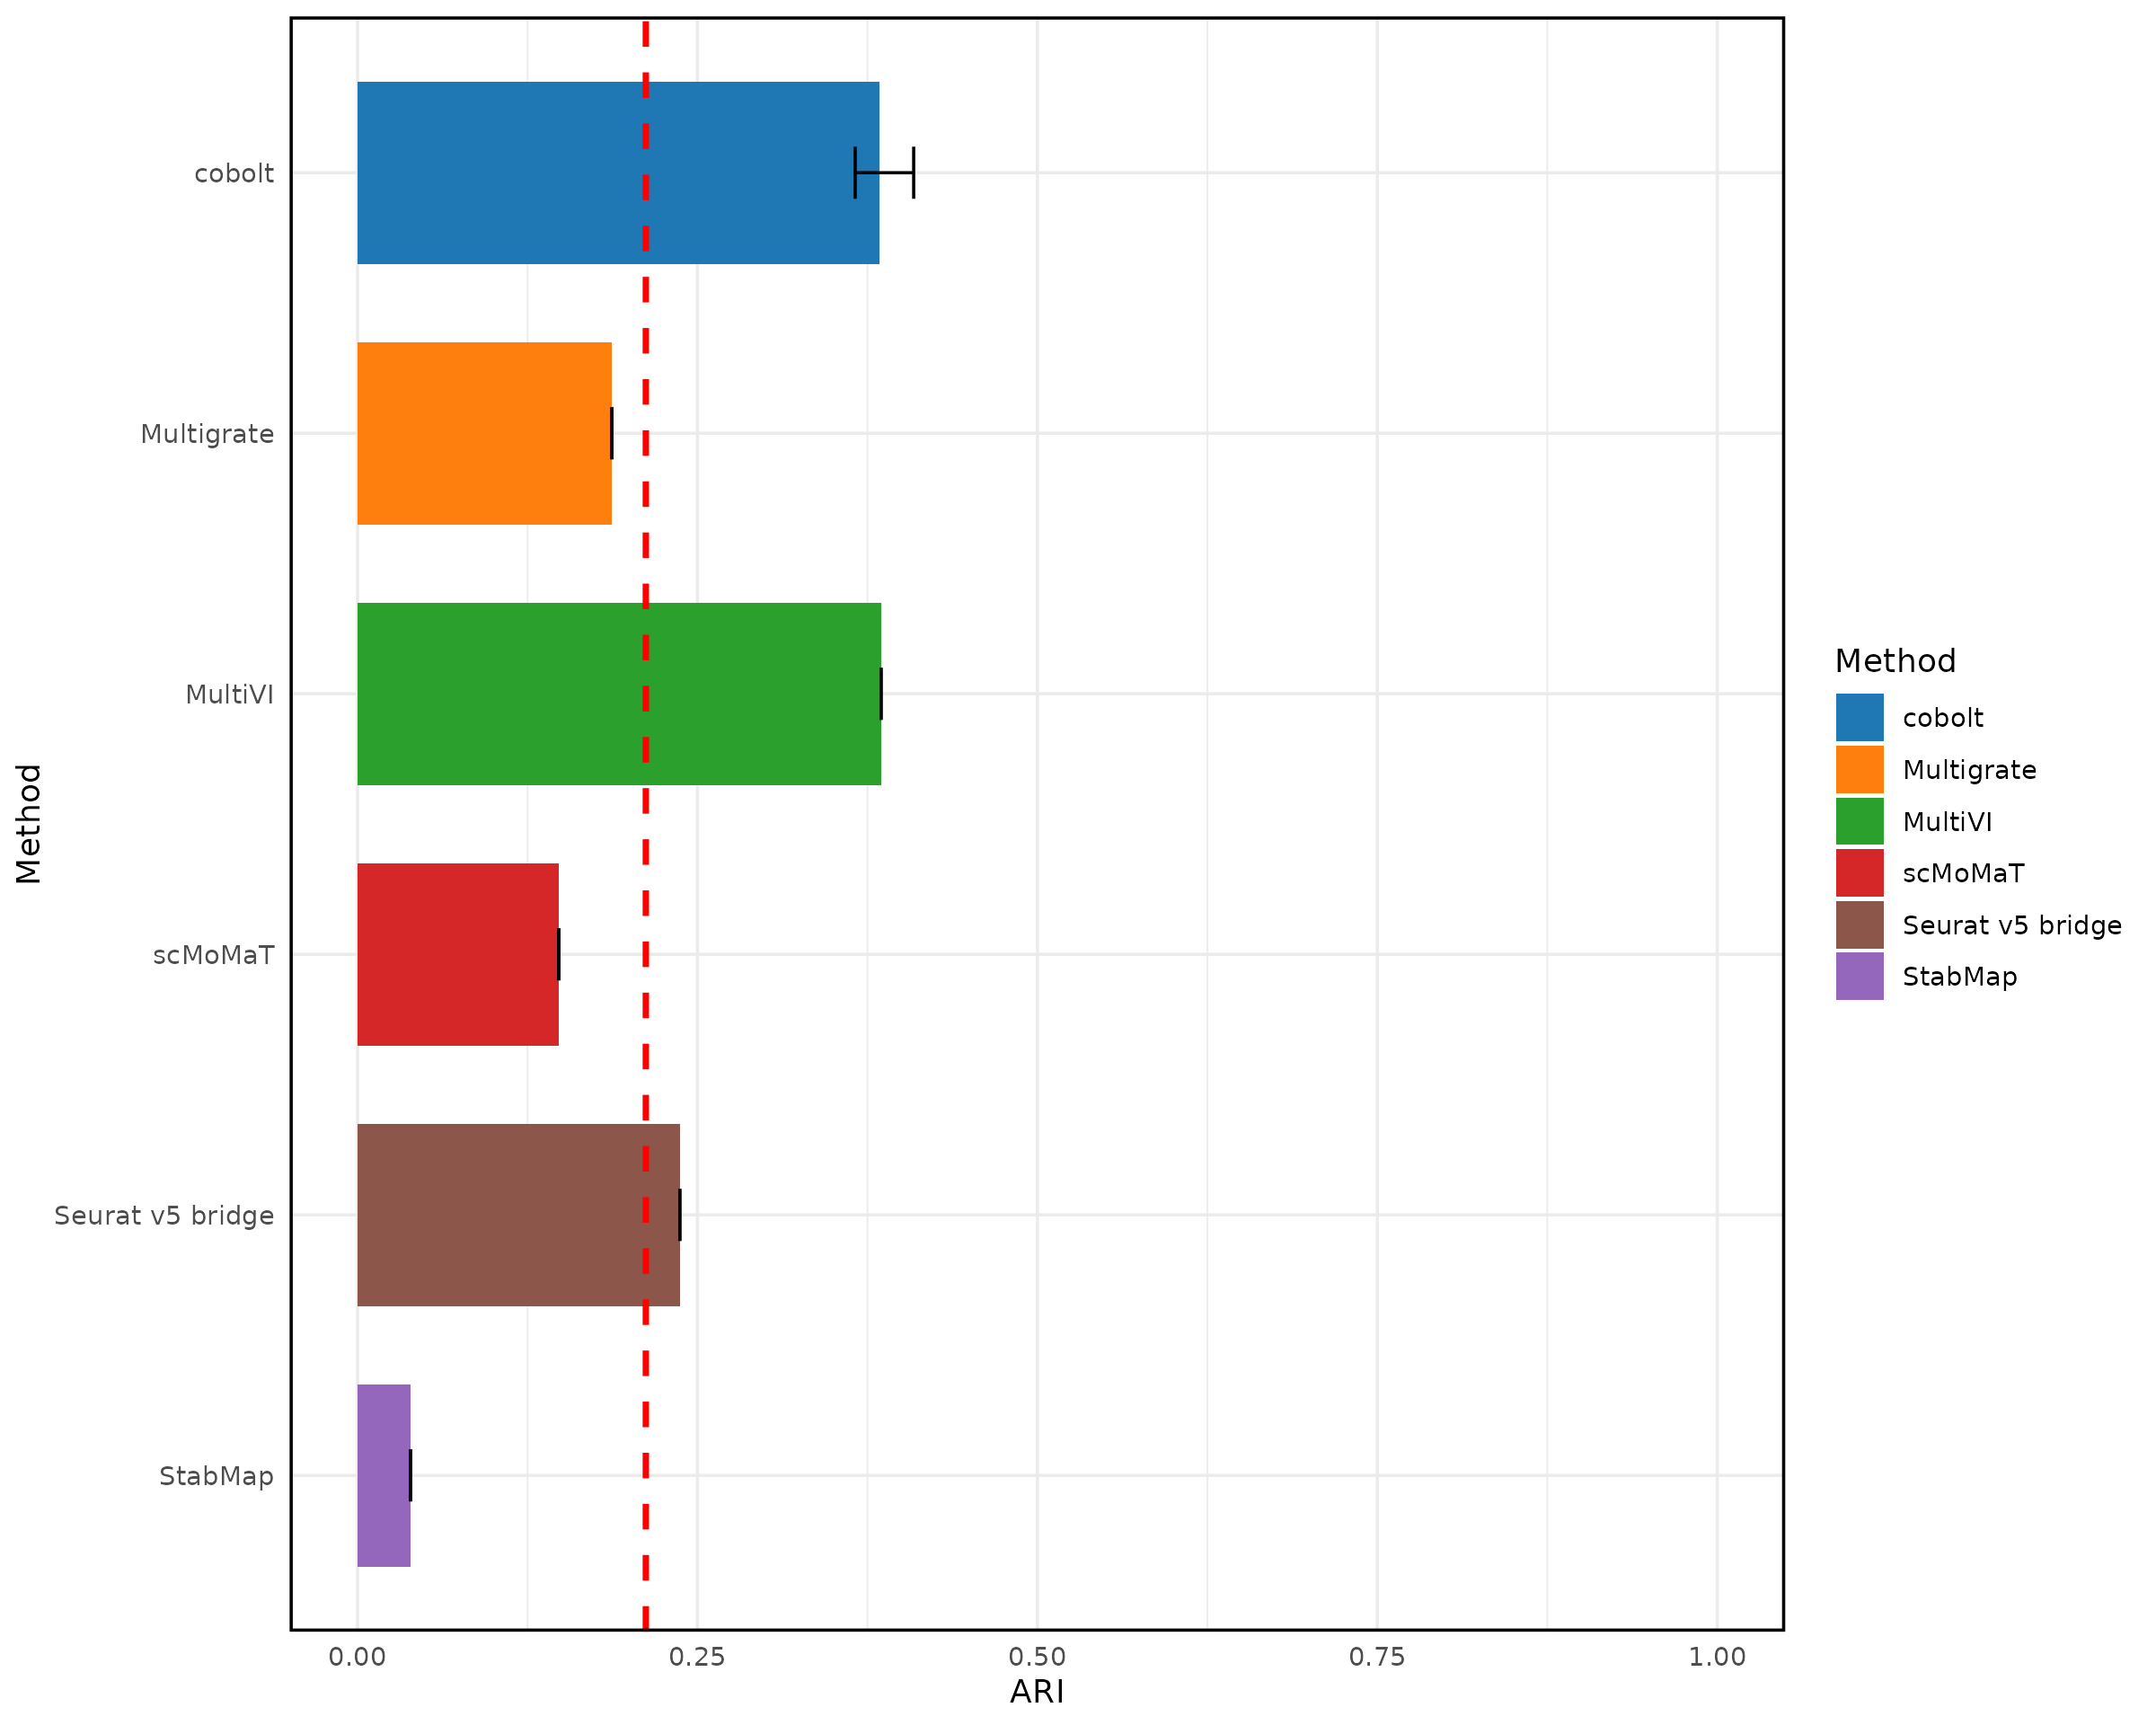 Method
cobolt
Multigrate
MultiVI
scMoMaT
Seurat v5 bridge
StabMap
0.00
0.25
0.50
0.75
1.00
ARI
Method
cobolt
Multigrate
MultiVI
scMoMaT
Seurat v5 bridge
StabMap